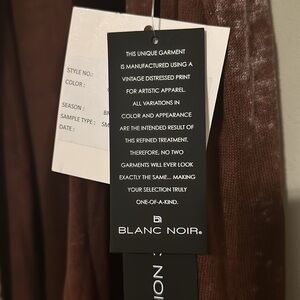 STYLE NO.:
COLOR :
SEASON :
SAMPLE TYPE :
DATE :
THIS UNIQUE GARMENT
IS MANUFACTURED USING A
VINTAGE DISTRESSED PRINT
FOR ARTISTIC APPAREL.
ALL VARIATIONS IN
COLOR AND APPEARANCE
ARE THE INTENDED RESULT OF
THIS REFINED TREATMENT.
THEREFORE, NO TWO
GARMENTS WILL EVER LOOK
EXACTLY THE SAME... MAKING
YOUR SELECTION TRULY
ONE-OF-A-KIND.
BLANC NOIR®